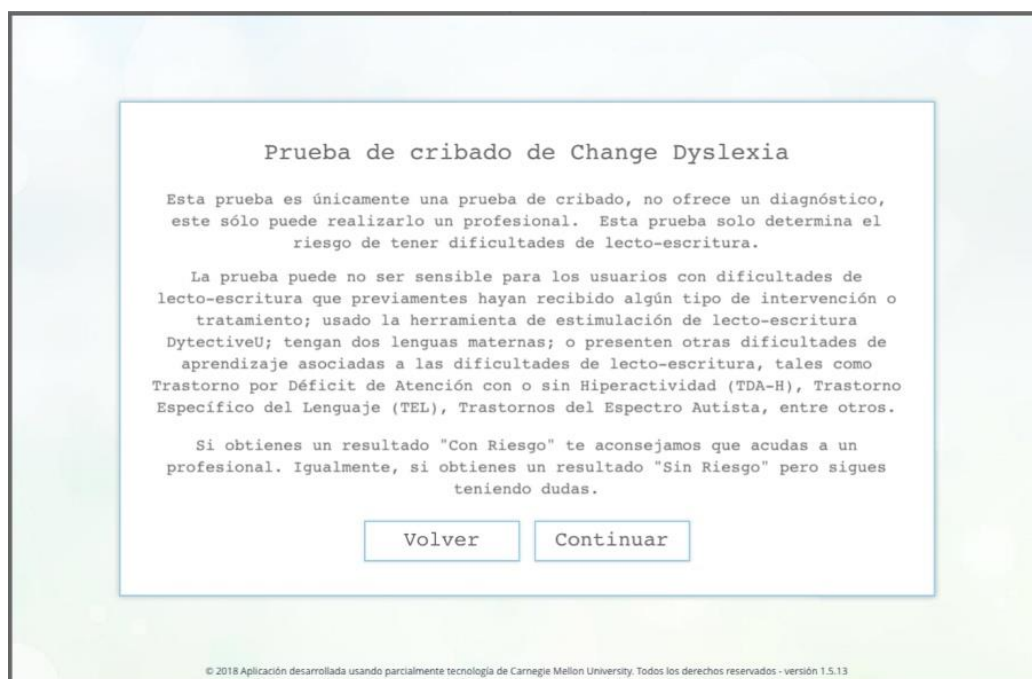 Prueba de cribado de Change Dyslexia
Esta prueba es únicamente una prueba de cribado, no ofrece un diagnóstico,
este sólo puede realizarlo un profesional. Esta prueba solo determina el
riesgo de tener dificultades de lecto-escritura.
La prueba puede no ser sensible para los usuarios con dificultades de
lecto-escritura que previamentes hayan recibido algún tipo de intervención o
tratamiento; usado la herramienta de estimulación de lecto-escritura
DytectiveU; tengan dos lenguas maternas; o presenten otras dificultades de
aprendizaje asociadas a las dificultades de lecto-escritura, tales como
Trastorno por Déficit de Atención con o sin Hiperactividad (TDA-H), Trastorno
Específico del Lenguaje (TEL), Trastornos del Espectro Autista, entre otros.
Si obtienes un resultado "Con Riesgo" te aconsejamos que acudas a un
profesional. Igualmente, si obtienes un resultado "Sin Riesgo" pero sigues
teniendo dudas.
Volver Continuar
© 2018 Aplicación desarrollada usando parcialmente tecnología de Carnegie Mellon University. Todos los derechos reservados - versión 1.5.13